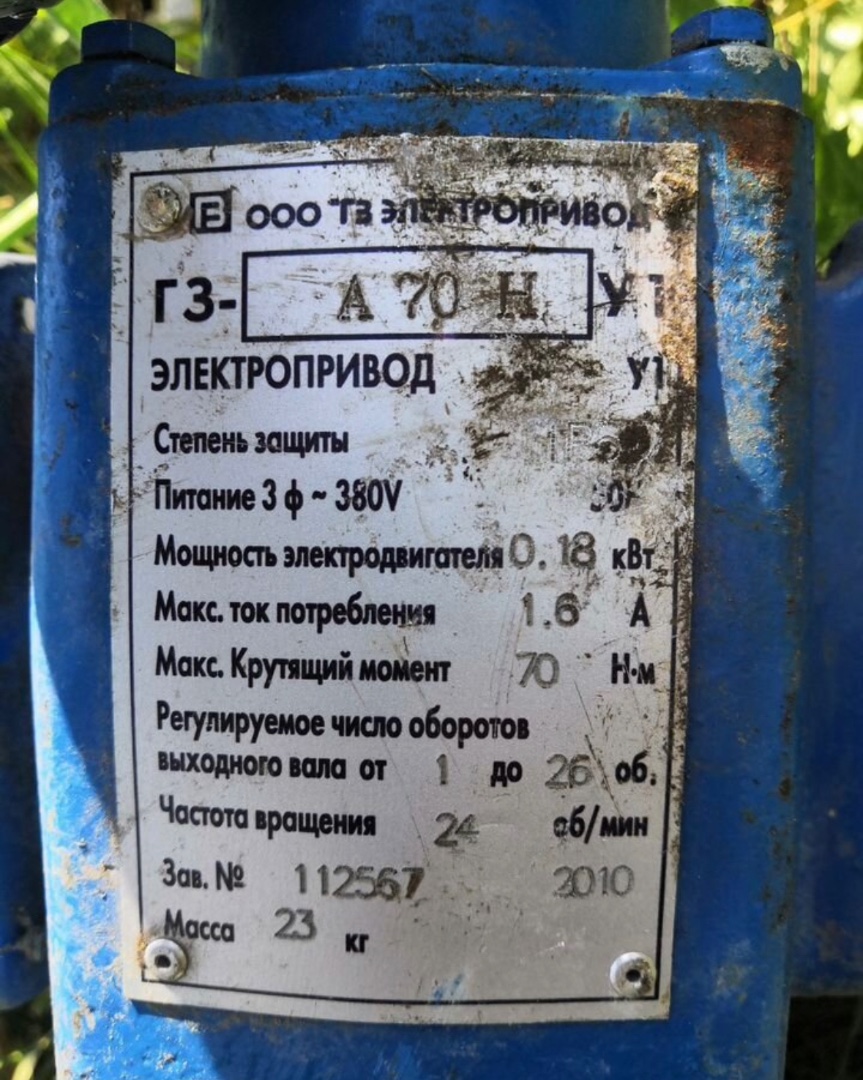 ООО "ГЗ ЭЛЕКТРОПРИВОД"
ГЗ- А 70 Н У1
ЭЛЕКТРОПРИВОД У1
Степень защиты
Питание 3 ф ~ 380V
Мощность электродвигателя 0.18 кВт
Макс. ток потребления 1.6 А
Макс. Крутящий момент 70 Н·м
Регулируемое число оборотов
выходного вала от 1 до 26 об.
Частота вращения 24 об/мин
Зав. № 112567 2010
Масса 23 кг